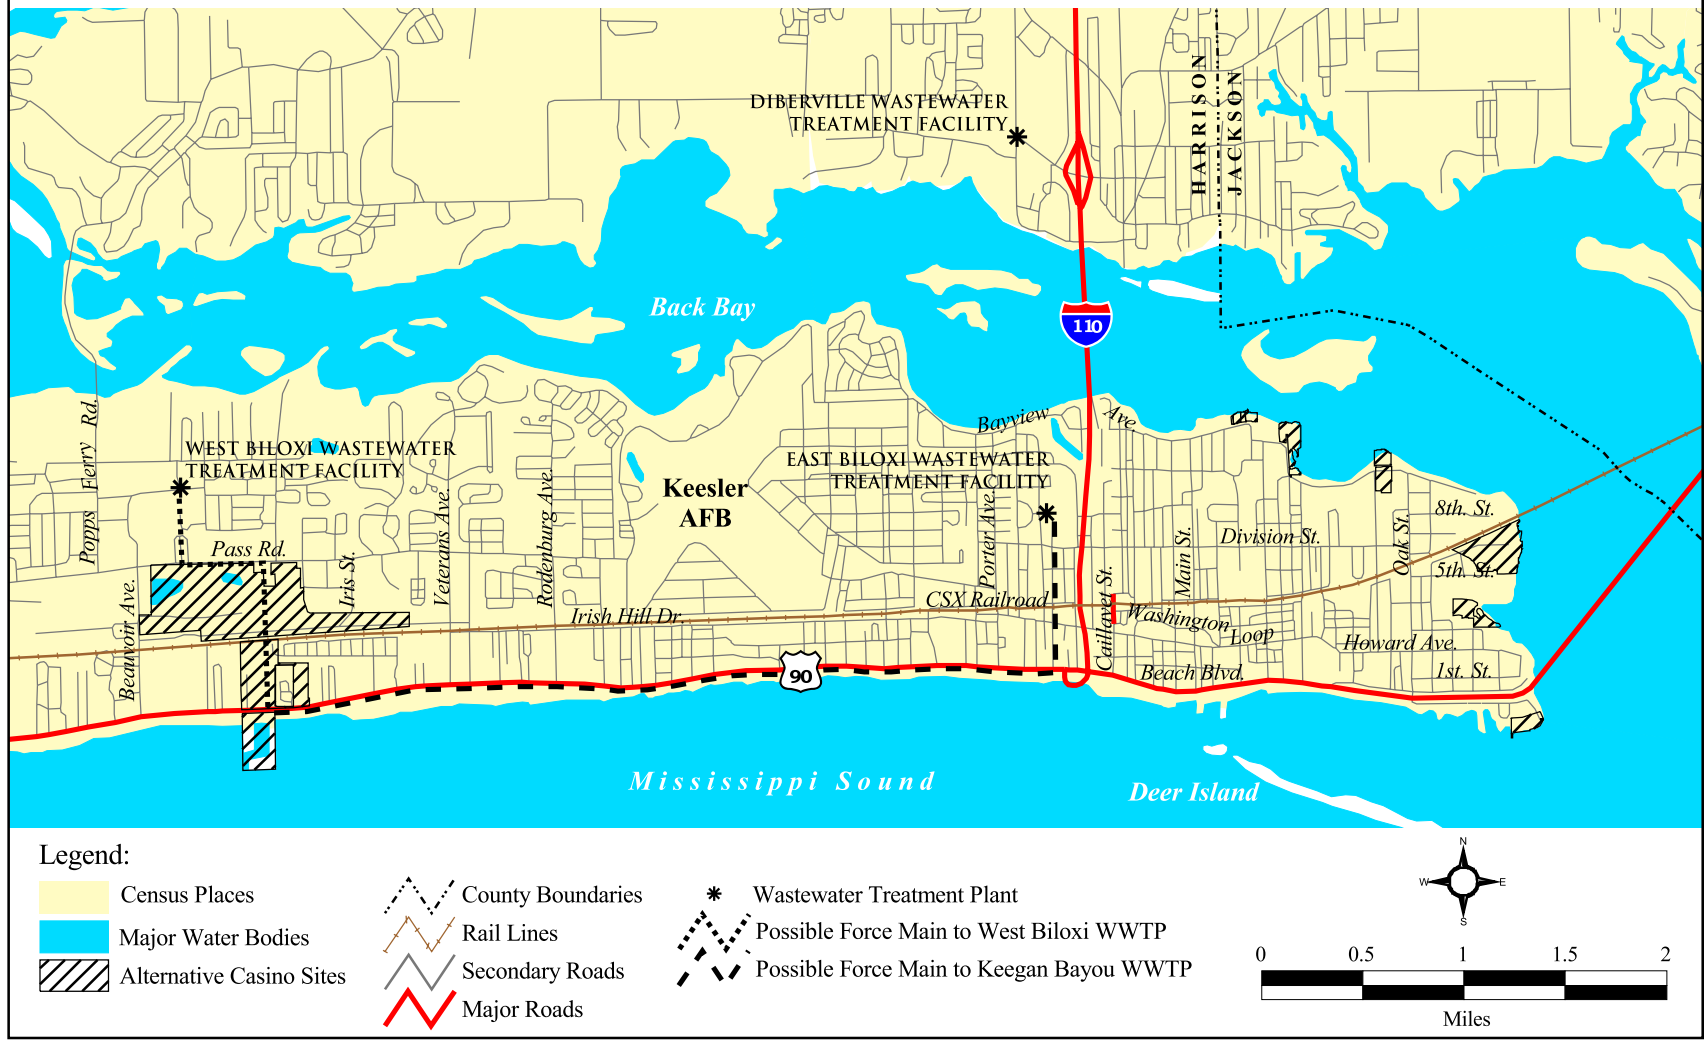 DIBERVILLE WASTEWATER
TREATMENT FACILITY
HARRISON
JACKSON
Back Bay
110
Popps Ferry Rd.
WEST BILOXI WASTEWATER
TREATMENT FACILITY
Bayview Ave.
EAST BILOXI WASTEWATER
TREATMENT FACILITY
Keesler
AFB
Pass Rd.
Beauvoir Ave.
Iris St.
Veterans Ave.
Rodenburg Ave.
Porter Ave.
Caillavet St.
Main St.
Division St.
Oak St.
8th. St.
5th. St.
Irish Hill Dr.
CSX Railroad
Washington Loop
Howard Ave.
1st. St.
Beach Blvd.
90
Mississippi Sound
Deer Island
Legend:
Census Places
Major Water Bodies
Alternative Casino Sites
County Boundaries
Rail Lines
Secondary Roads
Major Roads
Wastewater Treatment Plant
Possible Force Main to West Biloxi WWTP
Possible Force Main to Keegan Bayou WWTP
N
W E
S
0 0.5 1 1.5 2
Miles